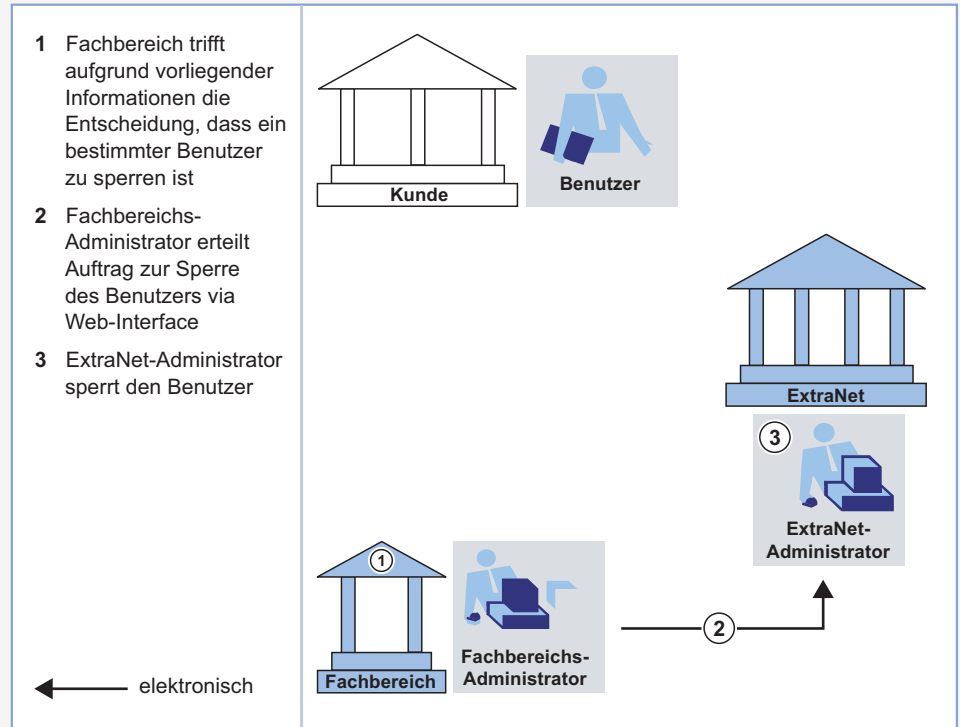 1 Fachbereich trifft
aufgrund vorliegender
Informationen die
Entscheidung, dass ein
bestimmter Benutzer
zu sperren ist
2 Fachbereichs-
Administrator erteilt
Auftrag zur Sperre
des Benutzers via
Web-Interface
3 ExtraNet-Administrator
sperrt den Benutzer
elektronisch
Kunde
Benutzer
ExtraNet
3
ExtraNet-
Administrator
1
Fachbereich
Fachbereichs-
Administrator
2